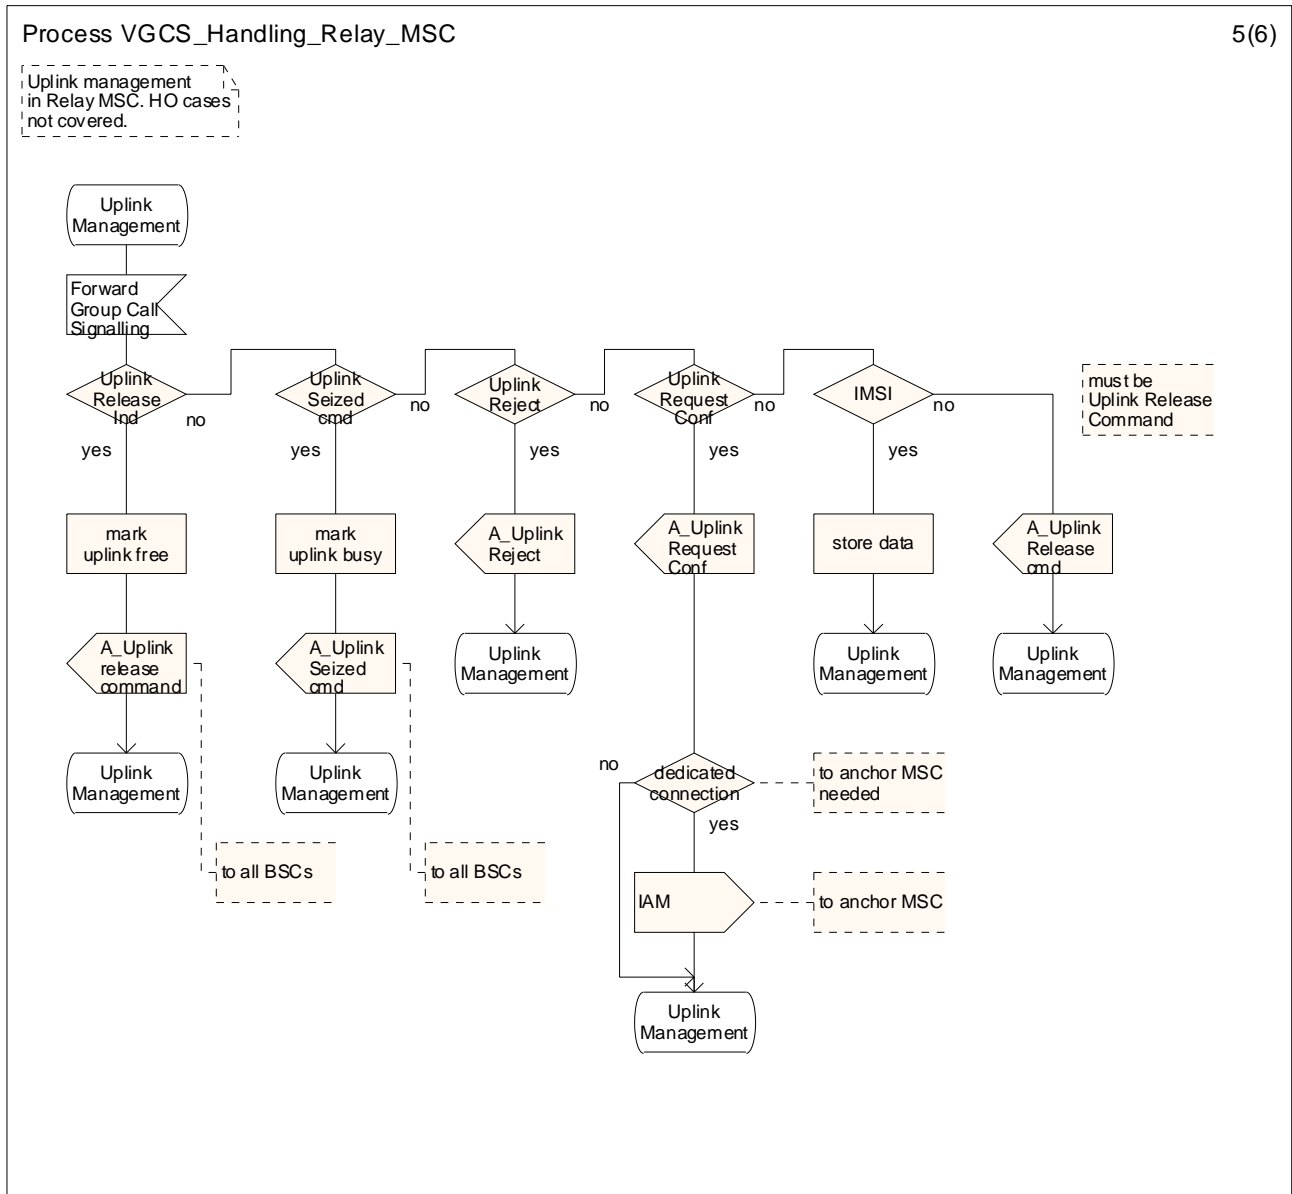 Process VGCS_Handling_Relay_MSC
5(6)
Uplink management
in Relay MSC. HO cases
not covered.
Uplink
Management
Forward
Group Call
Signalling
Uplink
Release
Ind
no
yes
Uplink
Seized
cmd
no
yes
Uplink
Reject
no
yes
Uplink
Request
Conf
no
yes
IMSI
no
yes
must be
Uplink Release
Command
mark
uplink free
mark
uplink busy
A_Uplink
Reject
A_Uplink
Request
Conf
store data
A_Uplink
Release
cmd
A_Uplink
release
command
A_Uplink
Seized
cmd
Uplink
Management
Uplink
Management
Uplink
Management
Uplink
Management
Uplink
Management
no
dedicated
connection
yes
to anchor MSC
needed
to all BSCs
to all BSCs
IAM
to anchor MSC
Uplink
Management